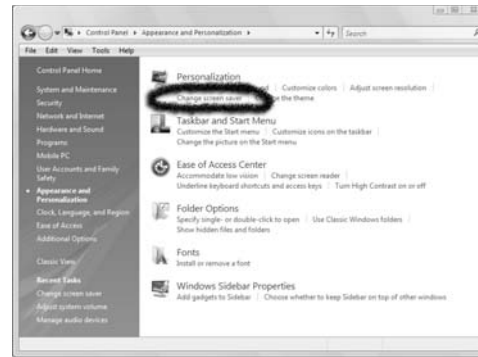 Control Panel ▸ Appearance and Personalization ▸
Search
File Edit View Tools Help
Control Panel Home
System and Maintenance
Security
Network and Internet
Hardware and Sound
Programs
Mobile PC
User Accounts and Family
Safety
Appearance and
Personalization
Clock, Language, and Region
Ease of Access
Additional Options
Classic View
Recent Tasks
Change screen saver
Adjust system volume
Manage audio devices
Personalization
Customize colors | Adjust screen resolution
Change screen saver the theme
Taskbar and Start Menu
Customize the Start menu | Customize icons on the taskbar
Change the picture on the Start menu
Ease of Access Center
Accommodate low vision | Change screen reader
Underline keyboard shortcuts and access keys | Turn High Contrast on or off
Folder Options
Specify single- or double-click to open | Use Classic Windows folders
Show hidden files and folders
Fonts
Install or remove a font
Windows Sidebar Properties
Add gadgets to Sidebar | Choose whether to keep Sidebar on top of other windows